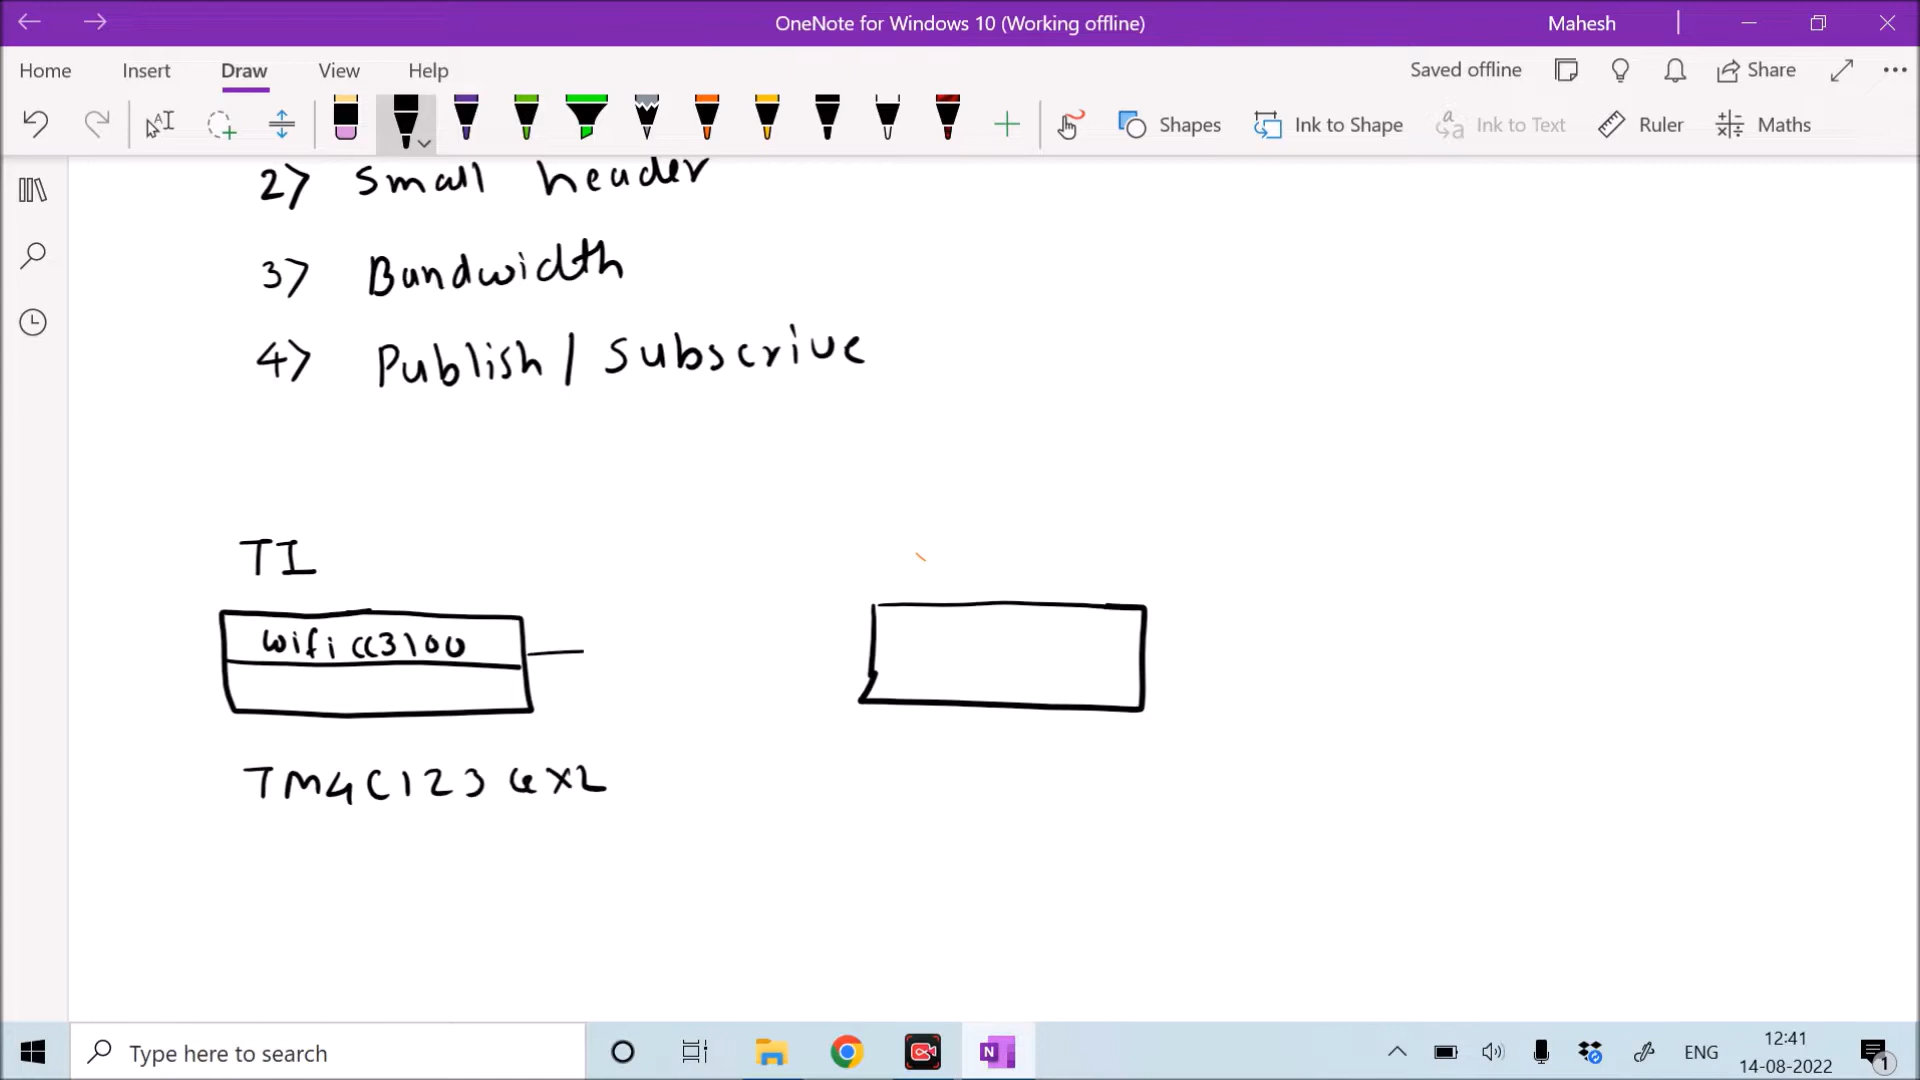 OneNote for Windows 10 (Working offline)
Mahesh
Home
Insert
Draw
View
Help
Saved offline
Share
Shapes
Ink to Shape
Ink to Text
Ruler
Maths
2) Small header
3) Bandwidth
4) Publish / Subscrive
TI
wifi CC3100
TM4C123 GXL
Type here to search
ENG
12:41
14-08-2022
1